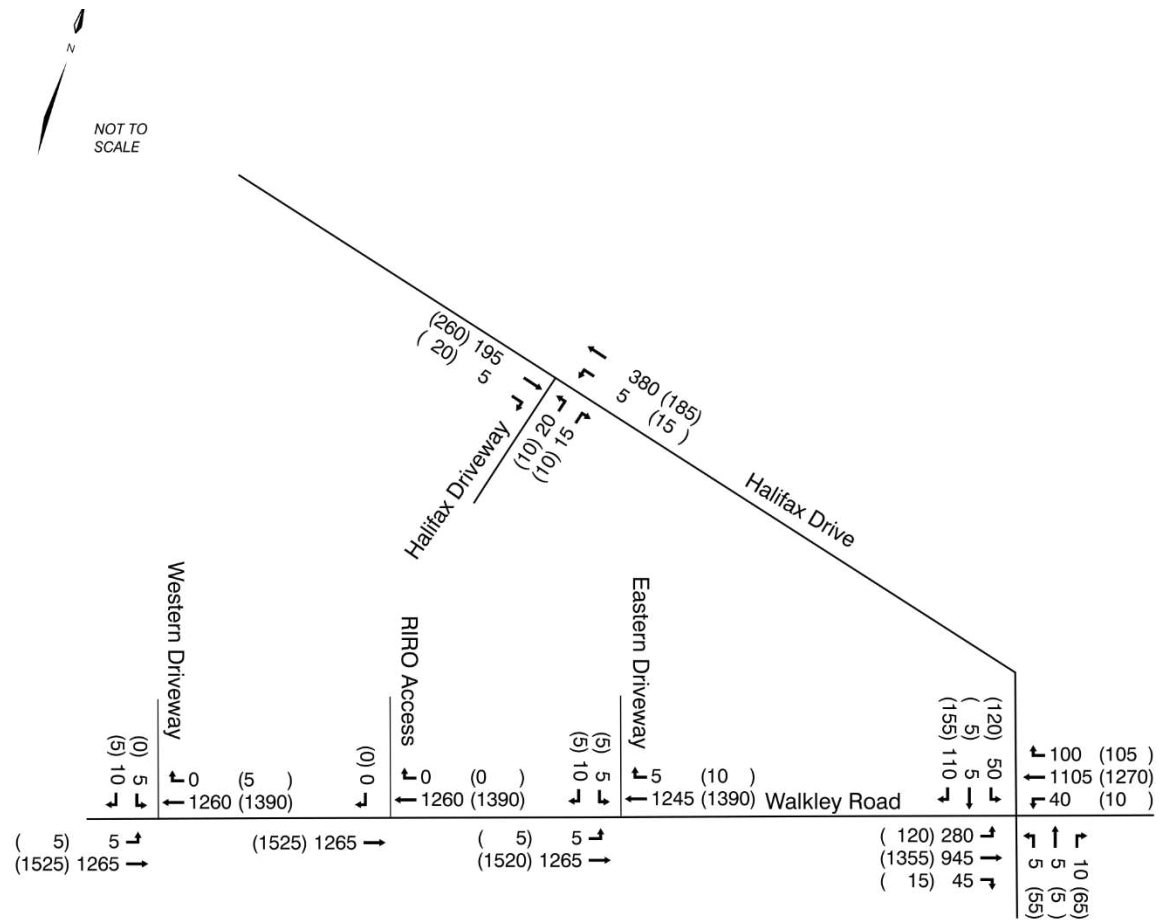 N
NOT TO
SCALE
(260) 195
( 20) 5
380 (185)
5 (15 )
(10) 20
(10) 15
Halifax Driveway
Halifax Drive
Western Driveway
RIRO Access
Eastern Driveway
(5) 10
(0) 5
0 (5 )
1260 (1390)
(0) 0
0 (0 )
1260 (1390)
(5) 10
(5) 5
5 (10 )
1245 (1390)
Walkley Road
(155) 110
( 5) 5
(120) 50
100 (105 )
1105 (1270)
40 (10 )
( 5) 5
(1525) 1265
(1525) 1265
( 5) 5
(1520) 1265
( 120) 280
(1355) 945
( 15) 45
5 (55)
5 (5 )
10 (65)